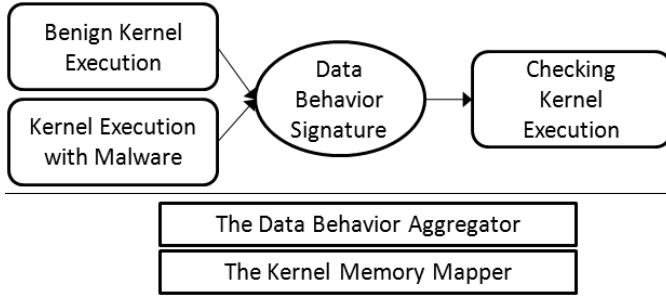 Benign Kernel
Execution
Kernel Execution
with Malware
Data
Behavior
Signature
Checking
Kernel
Execution
The Data Behavior Aggregator
The Kernel Memory Mapper